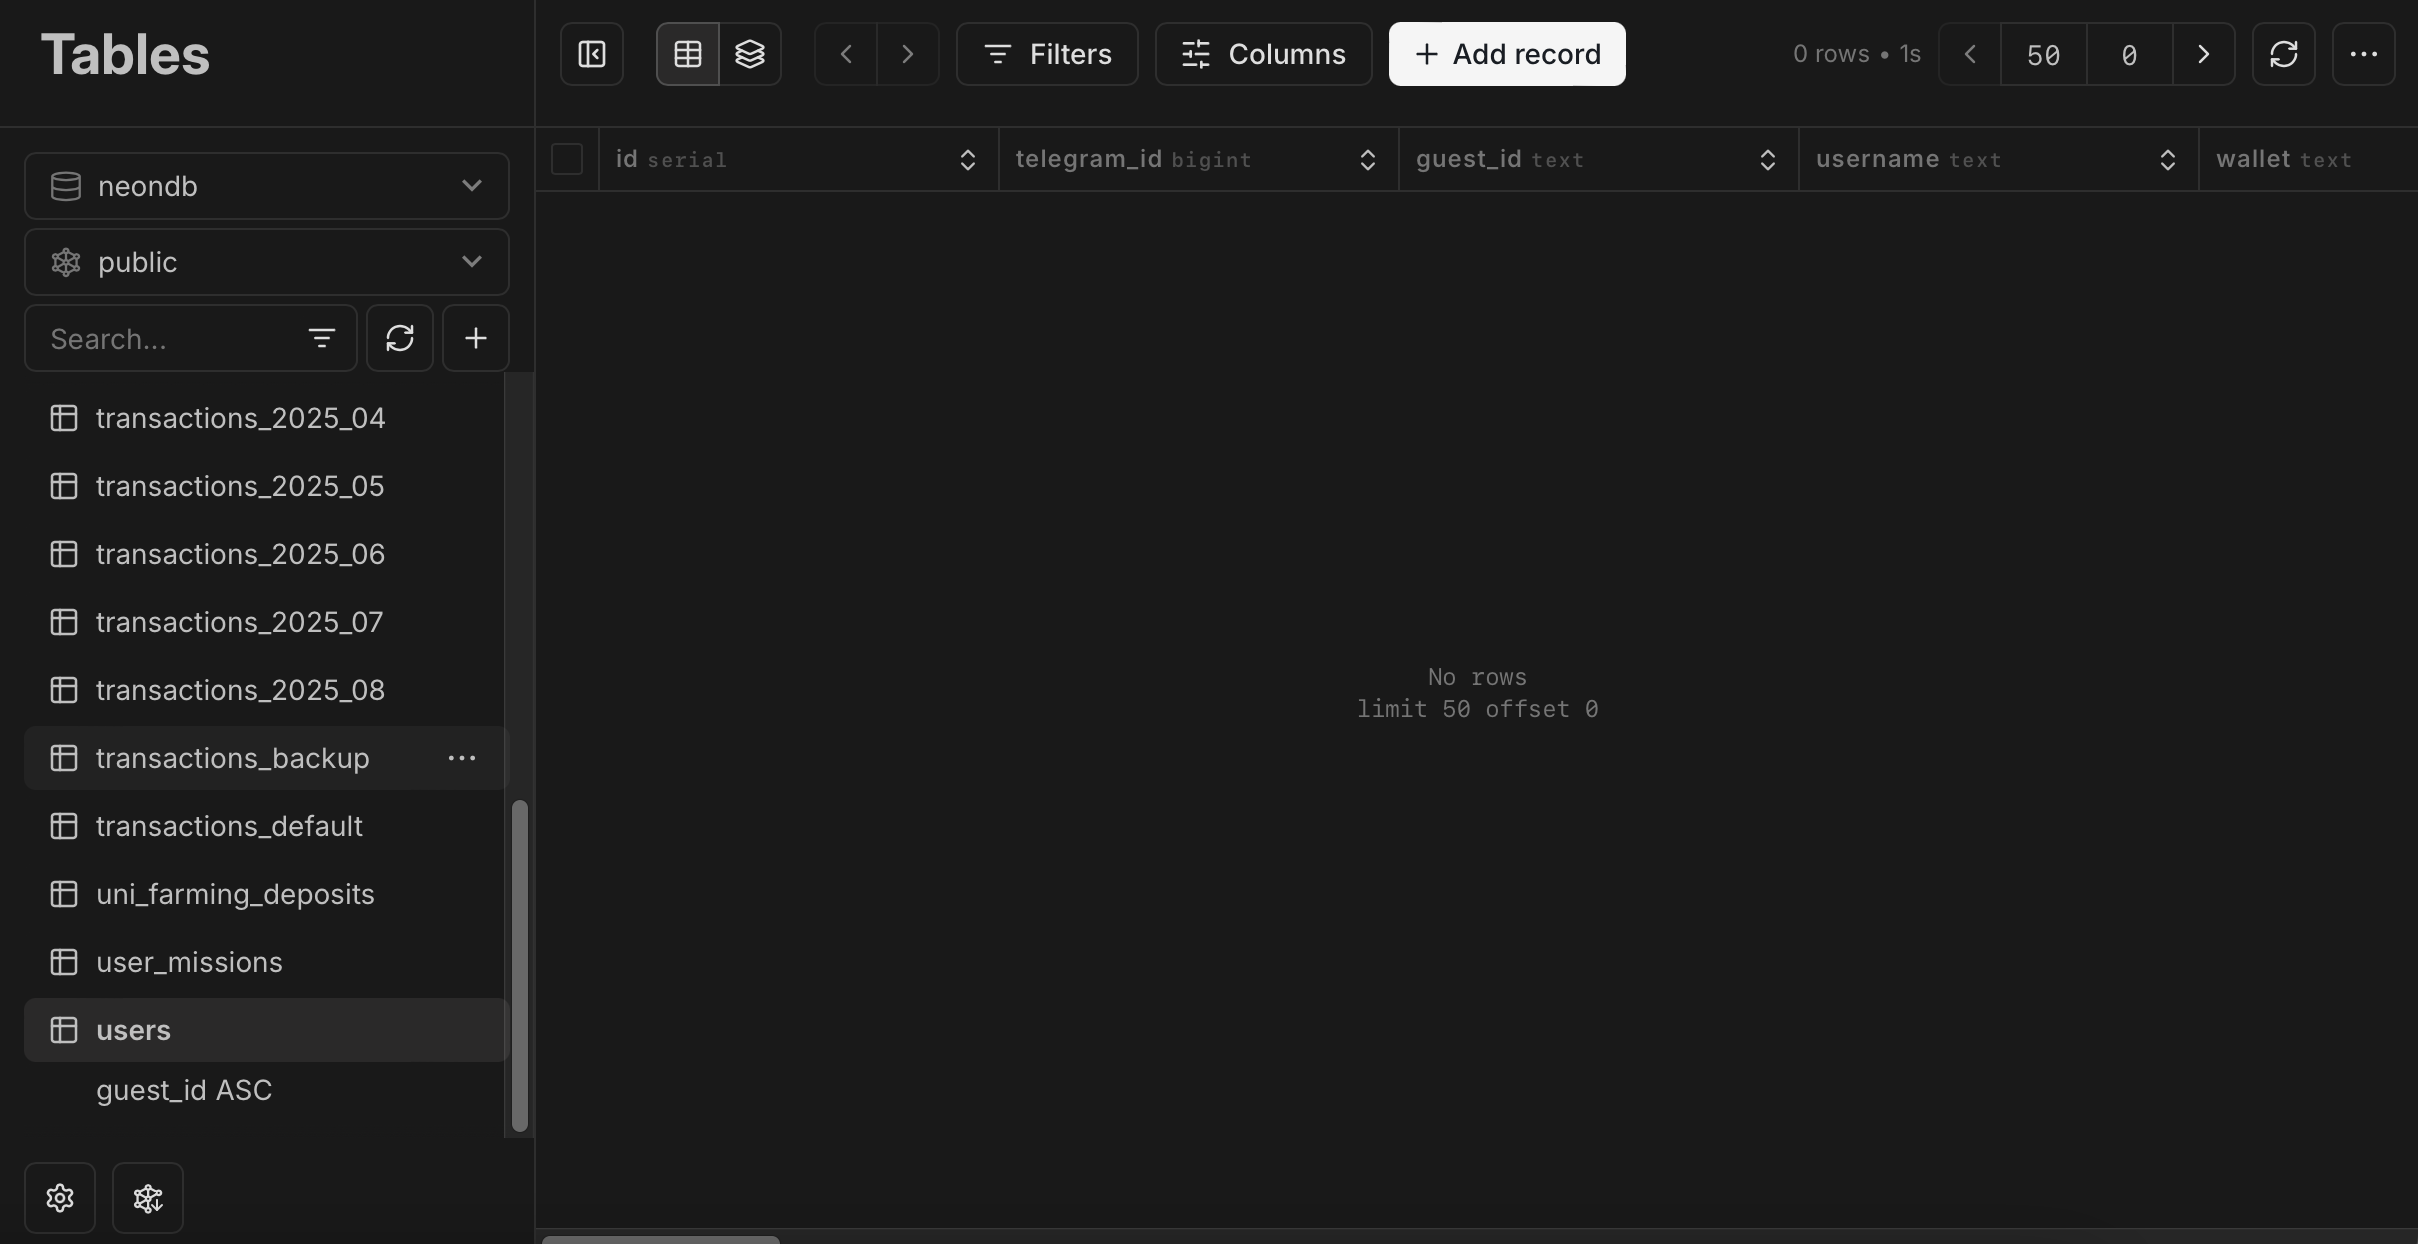 Tables
neondb
public
Search...
transactions_2025_04
transactions_2025_05
transactions_2025_06
transactions_2025_07
transactions_2025_08
transactions_backup
transactions_default
uni_farming_deposits
user_missions
users
guest_id ASC
Filters
Columns
Add record
0 rows • 1s
50
0
id serial
telegram_id bigint
guest_id text
username text
wallet text
No rows
limit 50 offset 0